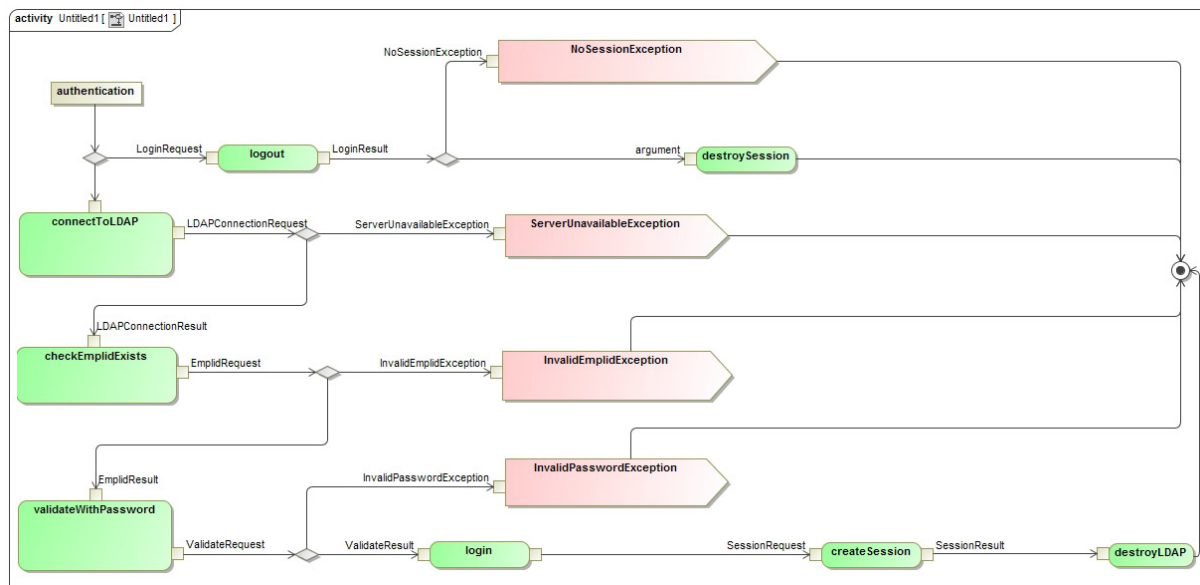 activity Untitled1 [ Untitled1 ]
NoSessionException
NoSessionException
authentication
LoginRequest
logout
LoginResult
argument
destroySession
connectToLDAP
LDAPConnectionRequest
ServerUnavailableException
ServerUnavailableException
LDAPConnectionResult
checkEmplidExists
EmplidRequest
InvalidEmplidException
InvalidEmplidException
EmplidResult
InvalidPasswordException
InvalidPasswordException
validateWithPassword
ValidateRequest
ValidateResult
login
SessionRequest
createSession
SessionResult
destroyLDAP